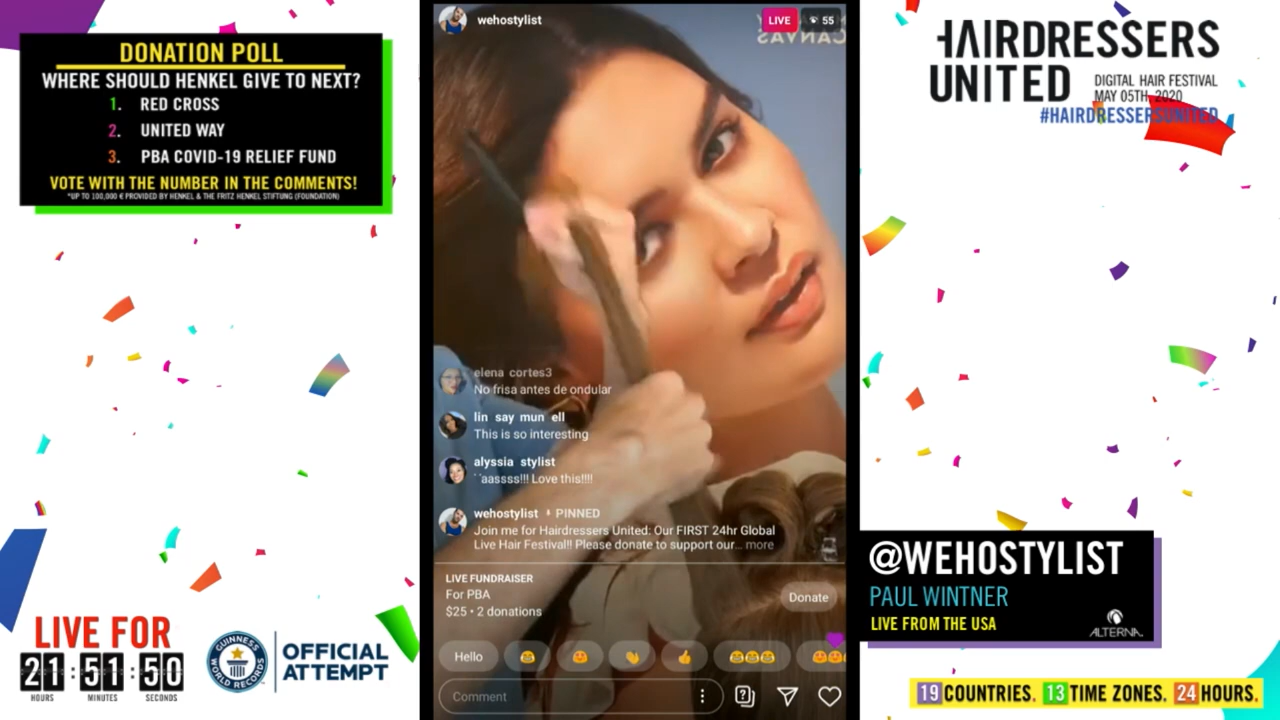 DONATION POLL
WHERE SHOULD HENKEL GIVE TO NEXT?
1. RED CROSS
2. UNITED WAY
3. PBA COVID-19 RELIEF FUND
VOTE WITH THE NUMBER IN THE COMMENTS!
*UP TO 100,000 € PROVIDED BY HENKEL & THE FRITZ HENKEL STIFTUNG (FOUNDATION)
LIVE FOR
21:51:50
HOURS MINUTES SECONDS
GUINNESS WORLD RECORDS
OFFICIAL
ATTEMPT
wehostylist
LIVE
55
CANVAS
elena_cortes3
No frisa antes de ondular
lin_say_mun_ell
This is so interesting
alyssia_stylist
aassss!!! Love this!!!!
wehostylist PINNED
Join me for Hairdressers United: Our FIRST 24hr Global
Live Hair Festival!! Please donate to support our... more
LIVE FUNDRAISER
For PBA
$25 • 2 donations
Donate
Hello
Comment
HAIRDRESSERS
UNITED
DIGITAL HAIR FESTIVAL
MAY 05TH, 2020
#HAIRDRESSERSUNITED
@WEHOSTYLIST
PAUL WINTNER
LIVE FROM THE USA
ALTERNA
19 COUNTRIES. 13 TIME ZONES. 24 HOURS.